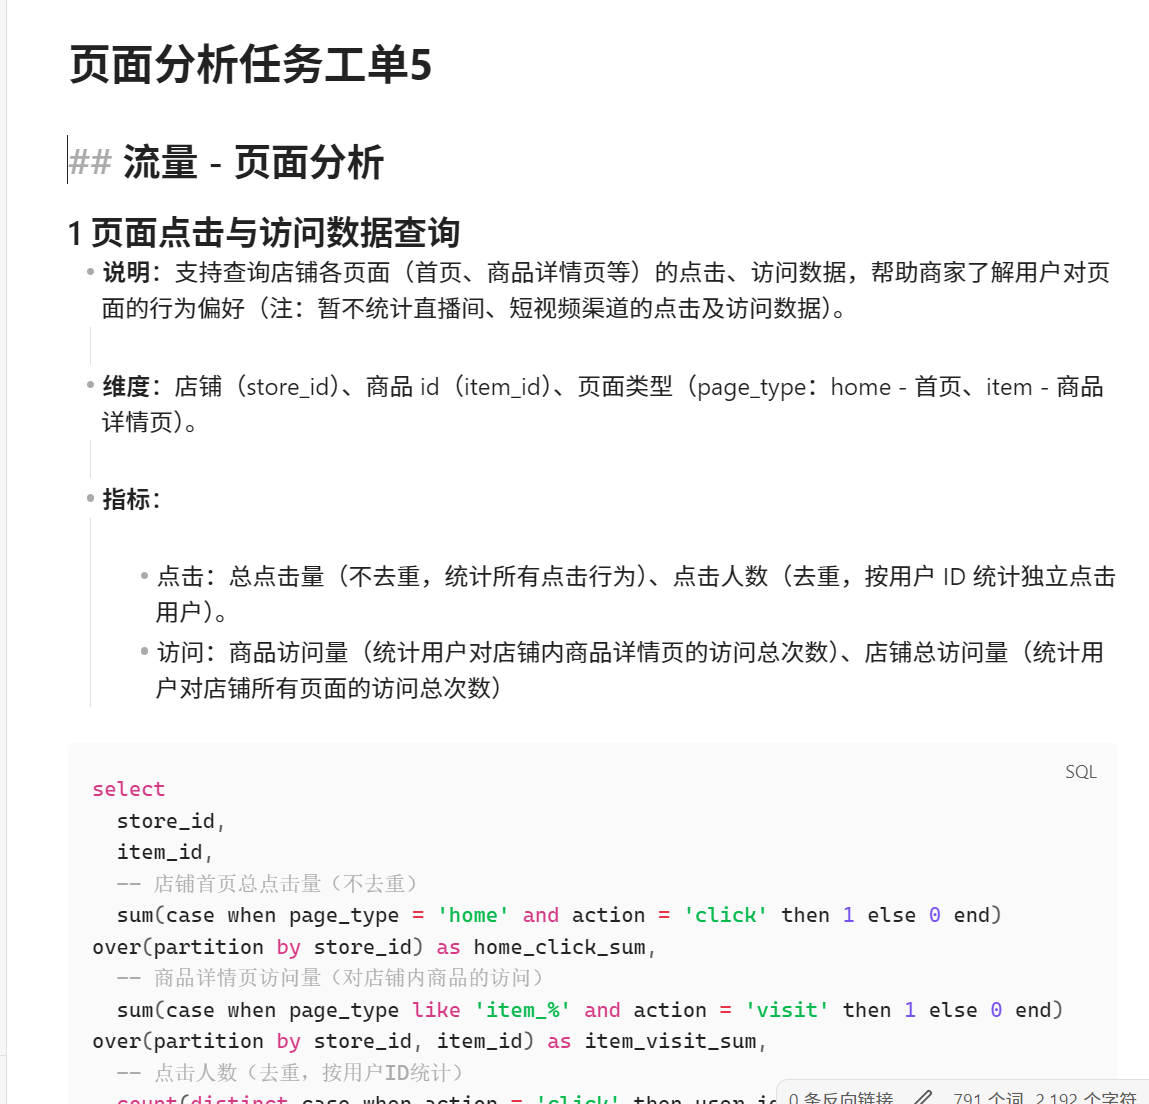 页面分析任务工单5
## 流量 - 页面分析
1 页面点击与访问数据查询
说明：支持查询店铺各页面（首页、商品详情页等）的点击、访问数据，帮助商家了解用户对页
面的行为偏好（注：暂不统计直播间、短视频渠道的点击及访问数据）。
维度：店铺（store_id）、商品 id（item_id）、页面类型（page_type：home - 首页、item - 商品
详情页）。
指标：
点击：总点击量（不去重，统计所有点击行为）、点击人数（去重，按用户 ID 统计独立点击
用户）。
访问：商品访问量（统计用户对店铺内商品详情页的访问总次数）、店铺总访问量（统计用
户对店铺所有页面的访问总次数）
SQL
select
store_id,
item_id,
-- 店铺首页总点击量（不去重）
sum(case when page_type = 'home' and action = 'click' then 1 else 0 end)
over(partition by store_id) as home_click_sum,
-- 商品详情页访问量（对店铺内商品的访问）
sum(case when page_type like 'item_%' and action = 'visit' then 1 else 0 end)
over(partition by store_id, item_id) as item_visit_sum,
-- 点击人数（去重，按用户ID统计）
count(distinct case when action = 'click' then user_id
0 条反向链接 791 个词 2,192 个字符